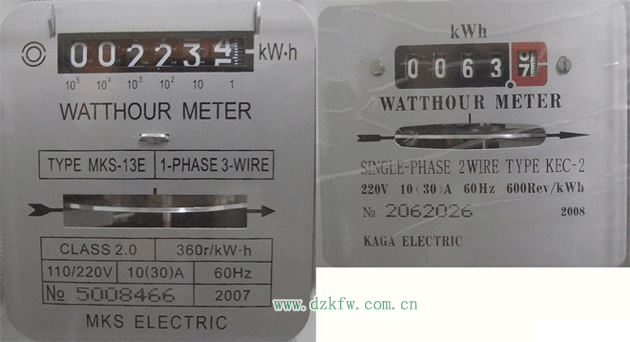 002234 kW·h
10⁵ 10⁴ 10³ 10² 10 1
WATTHOUR METER
TYPE MKS-13E 1-PHASE 3-WIRE
CLASS 2.0 360r/kW·h
110/220V 10(30)A 60Hz
№ 5008466 2007
MKS ELECTRIC
kWh
0063
WATTHOUR METER
SINGLE-PHASE 2WIRE TYPE KEC-2
220V 10(30)A 60Hz 600Rev/kWh
№ 2062026 2008
KAGA ELECTRIC
www.dzkfw.com.cn